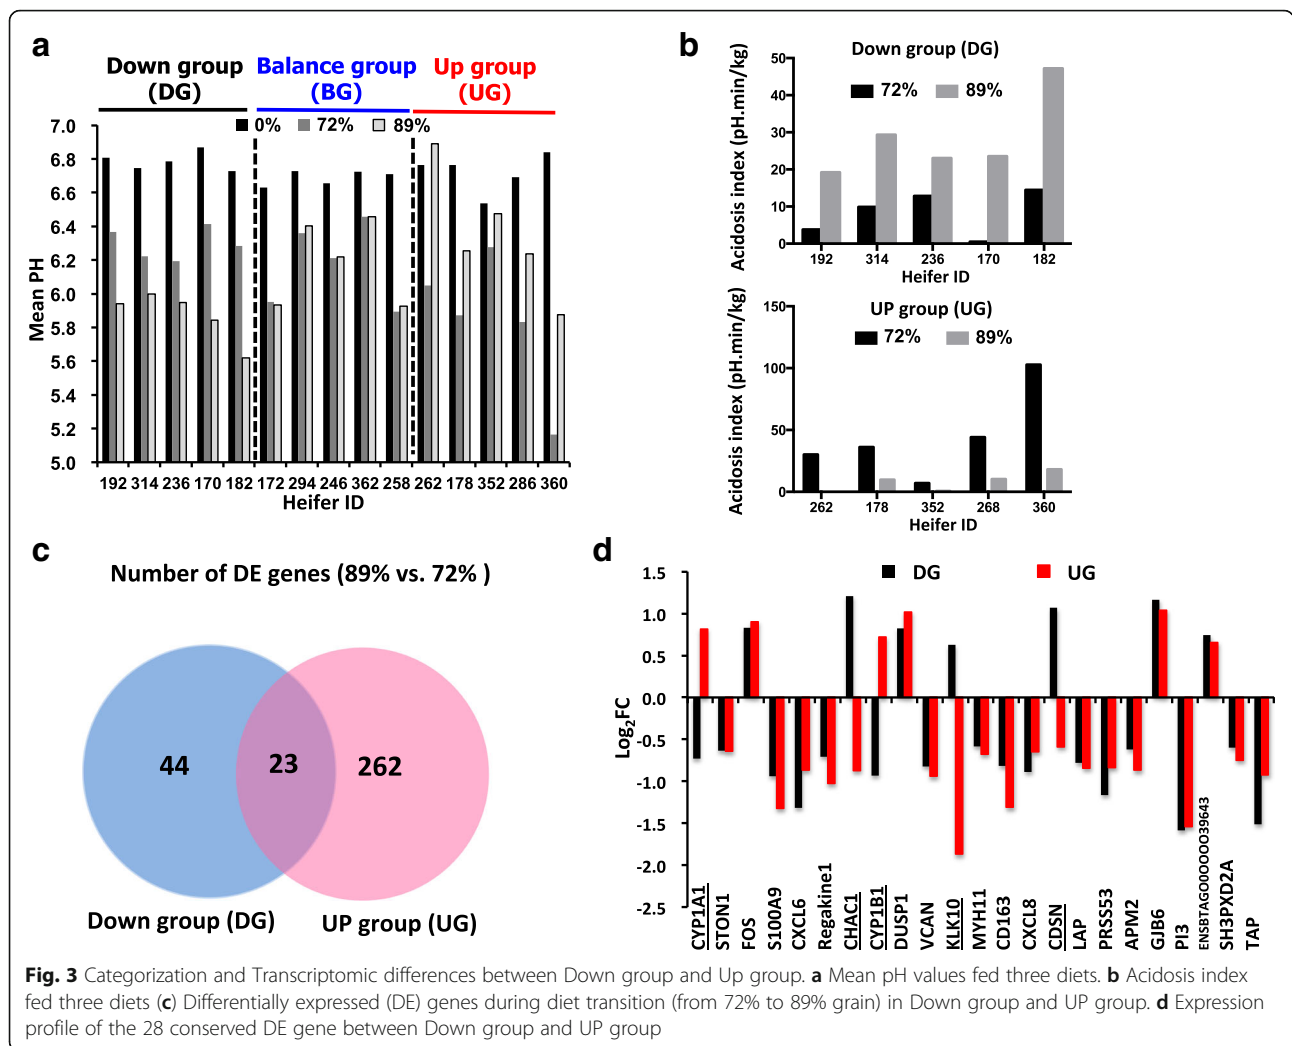 a
Down group
(DG)
Balance group
(BG)
Up group
(UG)
0% 72% 89%
Mean PH
7.0
6.8
6.6
6.4
6.2
6.0
5.8
5.6
5.4
5.2
5.0
192 314 236 170 182 172 294 246 362 258 262 178 352 286 360
Heifer ID
b
Down group (DG)
72% 89%
Acidosis index (pH.min/kg)
50
40
30
20
10
0
192 314 236 170 182
Heifer ID
UP group (UG)
72% 89%
Acidosis index (pH.min/kg)
150
100
50
0
262 178 352 268 360
Heifer ID
c
Number of DE genes (89% vs. 72% )
44 23 262
Down group (DG) UP group (UG)
d
DG UG
Log2FC
1.5
1.0
0.5
0.0
-0.5
-1.0
-1.5
-2.0
-2.5
CYP1A1
STON1
FOS
S100A9
CXCL6
Regakine1
CHAC1
CYP1B1
DUSP1
VCAN
KLK10
MYH11
CD163
CXCL8
CDSN
LAP
PRSS53
APM2
GJB6
PI3
ENSBTAG0OOOOO39643
SH3PXD2A
TAP
Fig. 3 Categorization and Transcriptomic differences between Down group and Up group. a Mean pH values fed three diets. b Acidosis index
fed three diets (c) Differentially expressed (DE) genes during diet transition (from 72% to 89% grain) in Down group and UP group. d Expression
profile of the 28 conserved DE gene between Down group and UP group